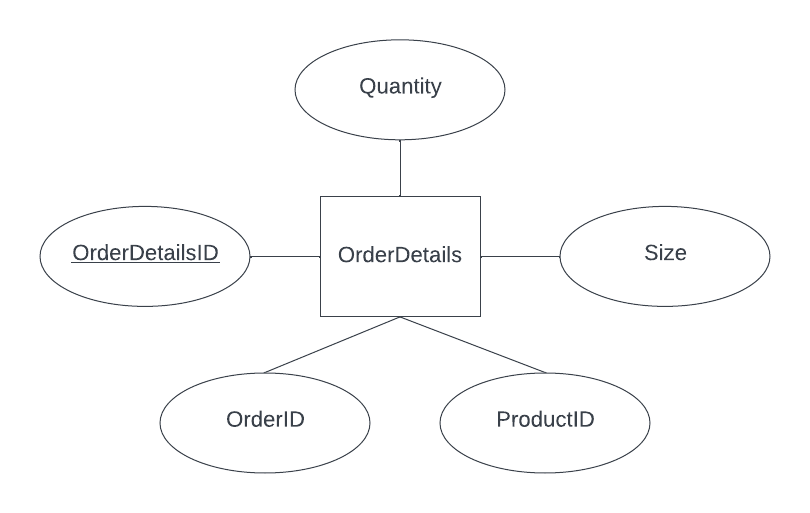 Quantity
OrderDetailsID
OrderDetails
Size
OrderID
ProductID